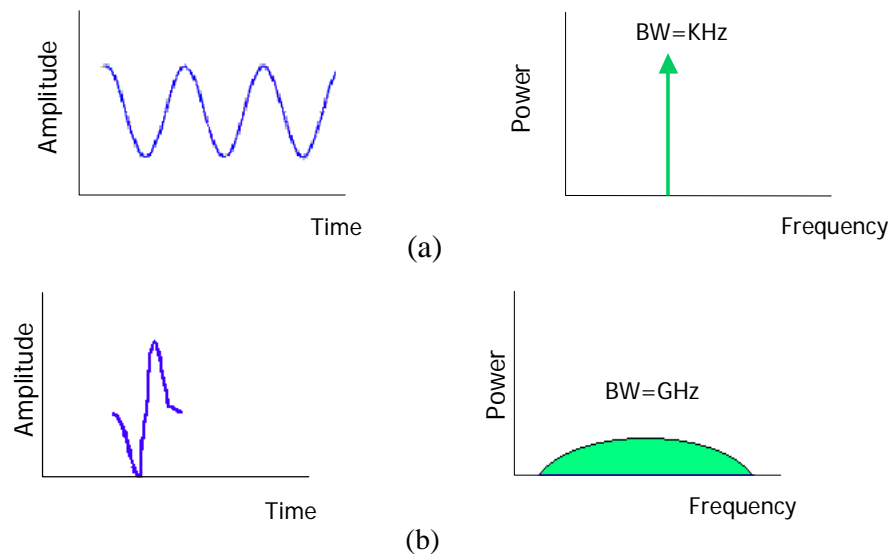 Amplitude
Time
BW=KHz
Power
Frequency
(a)
Amplitude
Time
BW=GHz
Power
Frequency
(b)